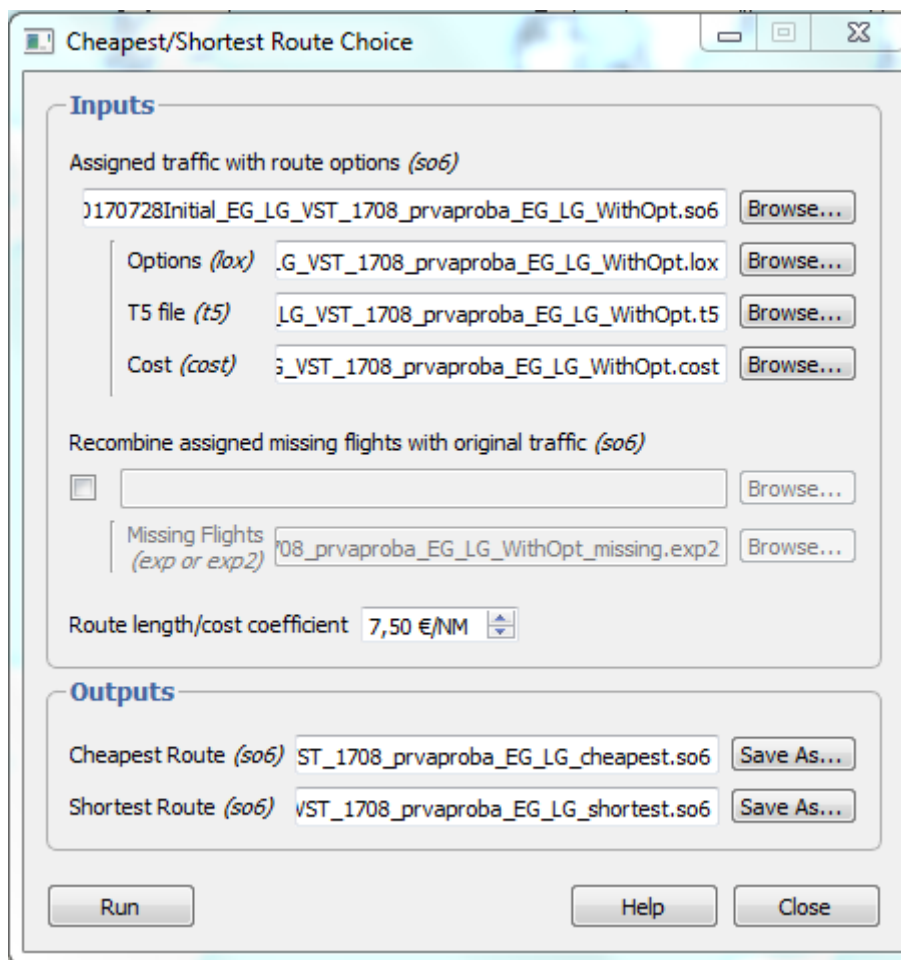 Cheapest/Shortest Route Choice
Inputs
Assigned traffic with route options (so6)
0170728Initial_EG_LG_VST_1708_prvaproba_EG_LG_WithOpt.so6 Browse...
Options (lox) .G_VST_1708_prvaproba_EG_LG_WithOpt.lox Browse...
T5 file (t5) _LG_VST_1708_prvaproba_EG_LG_WithOpt.t5 Browse...
Cost (cost) G_VST_1708_prvaproba_EG_LG_WithOpt.cost Browse...
Recombine assigned missing flights with original traffic (so6)
Browse...
Missing Flights
(exp or exp2) '08_prvaproba_EG_LG_WithOpt_missing.exp2 Browse...
Route length/cost coefficient 7,50 €/NM
Outputs
Cheapest Route (so6) ST_1708_prvaproba_EG_LG_cheapest.so6 Save As...
Shortest Route (so6) VST_1708_prvaproba_EG_LG_shortest.so6 Save As...
Run Help Close